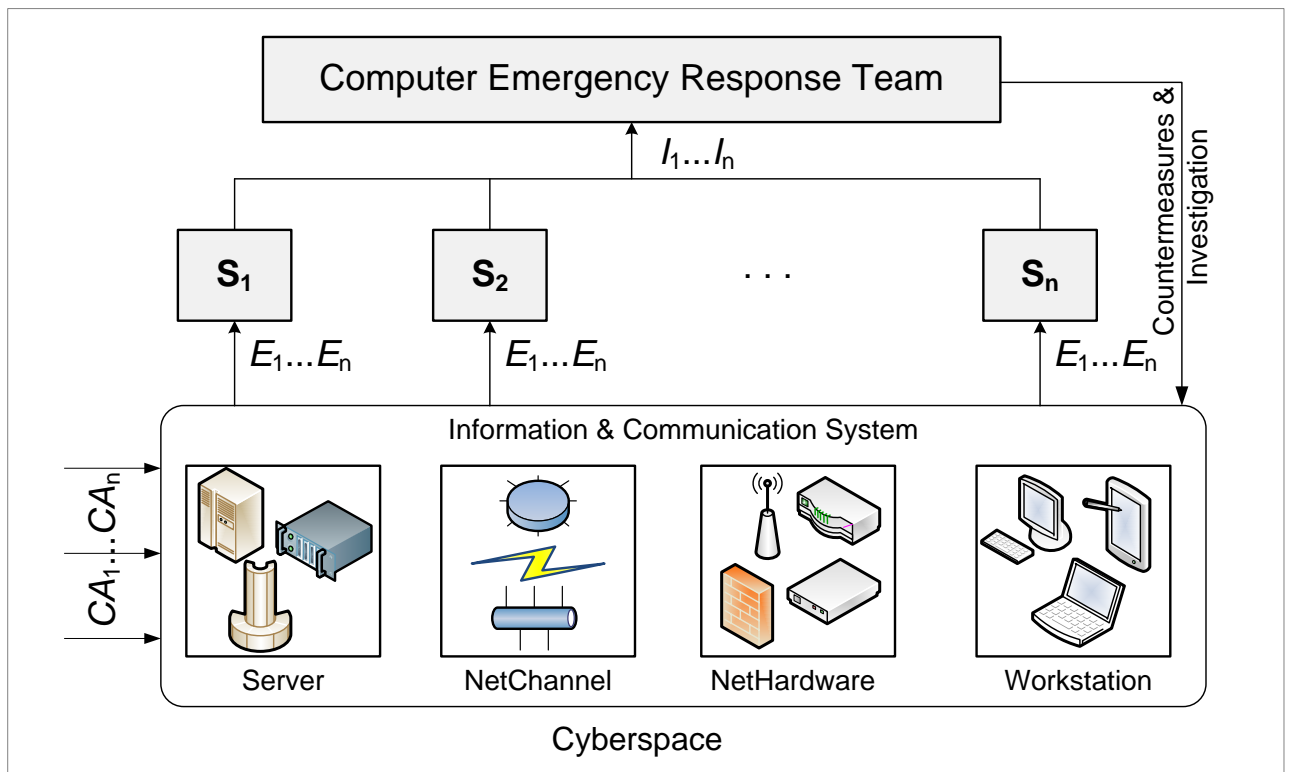 Computer Emergency Response Team
I1...In
Countermeasures &
Investigation
S1
S2
. . .
Sn
E1...En
E1...En
E1...En
Information & Communication System
CA1...CAn
Server
NetChannel
NetHardware
Workstation
Cyberspace